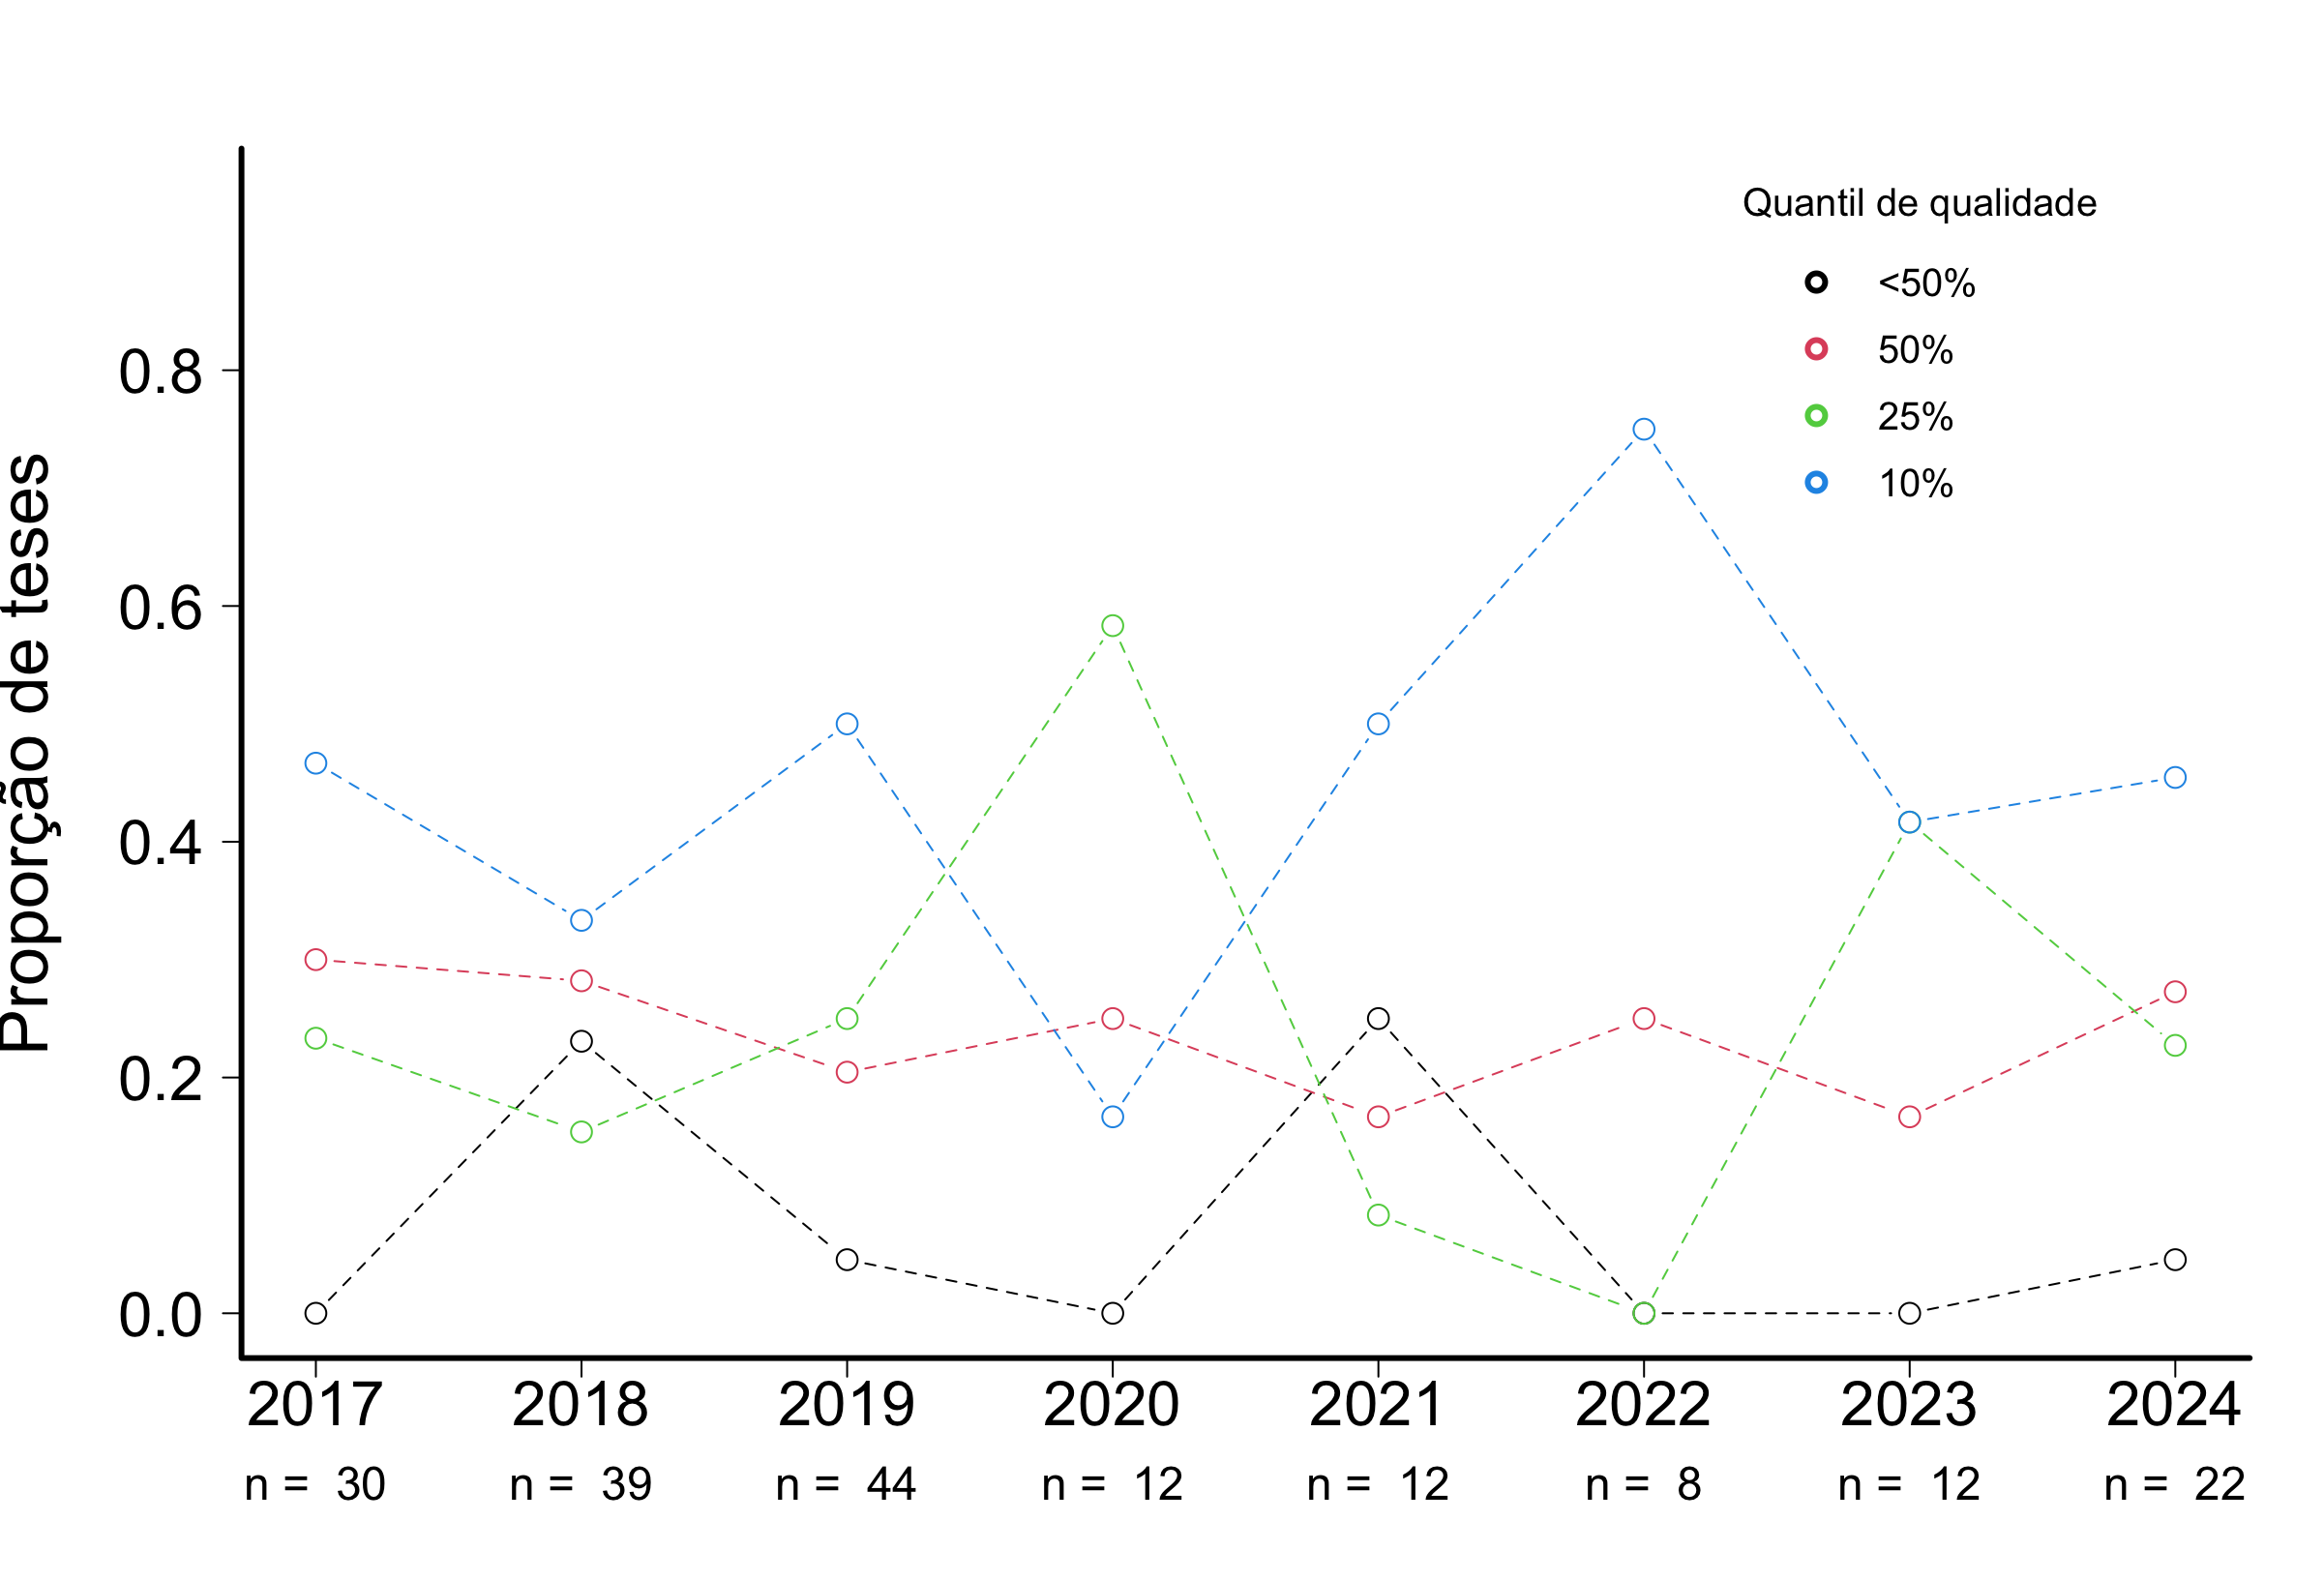 Quantil de qualidade
<50%
50%
25%
10%
Proporção de teses
0.8
0.6
0.4
0.2
0.0
2017 2018 2019 2020 2021 2022 2023 2024
n = 30 n = 39 n = 44 n = 12 n = 12 n = 8 n = 12 n = 22